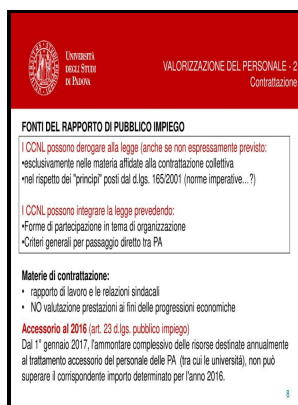 UNIVERSITÀ
DEGLI STUDI
DI PADOVA
VALORIZZAZIONE DEL PERSONALE - 2
Contrattazione
FONTI DEL RAPPORTO DI PUBBLICO IMPIEGO
I CCNL possono derogare alla legge (anche se non espressamente previsto:
•esclusivamente nelle materia affidate alla contrattazione collettiva
•nel rispetto dei "principi" posti dal d.lgs. 165/2001 (norme imperative...?)
I CCNL possono integrare la legge prevedendo:
•Forme di partecipazione in tema di organizzazione
•Criteri generali per passaggio diretto tra PA
Materie di contrattazione:
• rapporto di lavoro e le relazioni sindacali
• NO valutazione prestazioni ai fini delle progressioni economiche
Accessorio al 2016 (art. 23 d.lgs. pubblico impiego)
Dal 1° gennaio 2017, l'ammontare complessivo delle risorse destinate annualmente
al trattamento accessorio del personale delle PA (tra cui le università), non può
superare il corrispondente importo determinato per l'anno 2016.
8